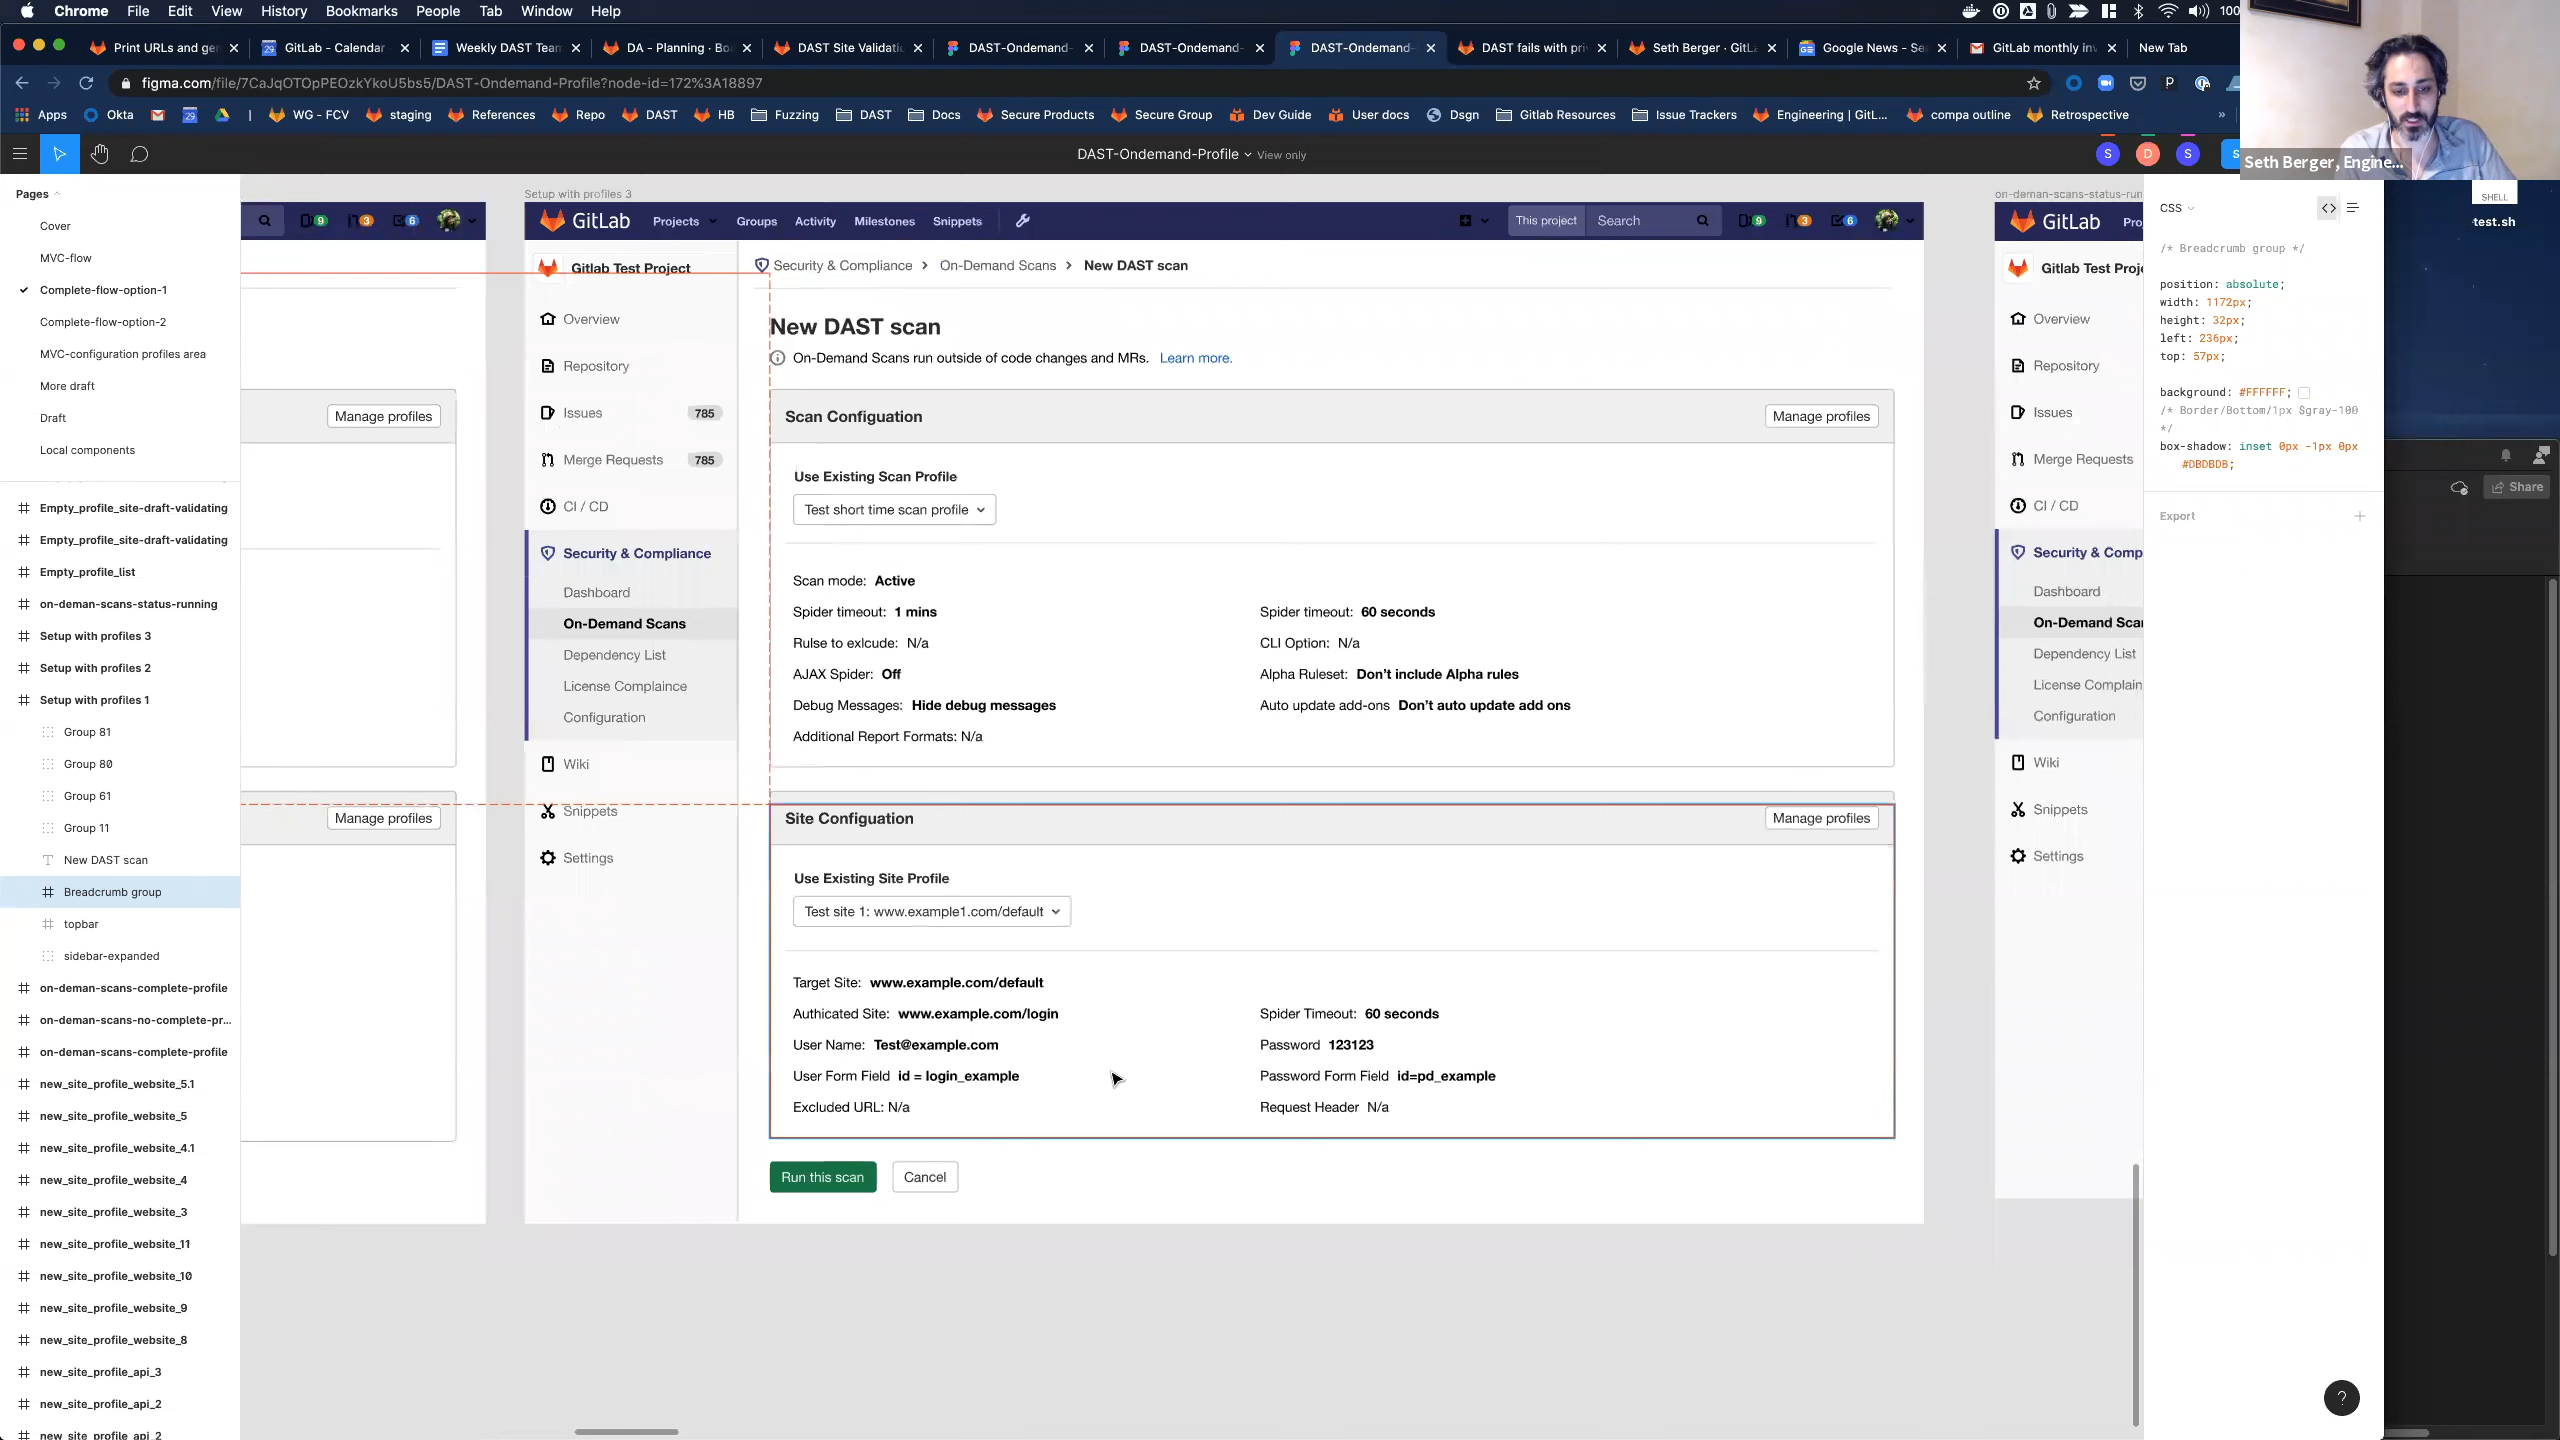 Chrome File Edit View History Bookmarks People Tab Window Help
Print URLs and ge
GitLab - Calendar
Weekly DAST Team
DA - Planning · Bo
DAST Site Validati
DAST-Ondemand-
DAST-Ondemand-
DAST-Ondemand-
DAST fails with pri
Seth Berger · GitLa
Google News - Se
GitLab monthly in
New Tab
figma.com/file/7CaJqOTOpPEOzkYkoU5bs5/DAST-Ondemand-Profile?node-id=172%3A18897
Apps Okta 29 | WG - FCV staging References Repo DAST HB Fuzzing DAST Docs Secure Products Secure Group Dev Guide User docs Dsgn Gitlab Resources Issue Trackers Engineering | GitL... compa outline Retrospective »
DAST-Ondemand-Profile View only
S D S
Seth Berger, Engine...
SHELL
test.sh
Share
Pages
Cover
MVC-flow
Complete-flow-option-1
Complete-flow-option-2
MVC-configuration profiles area
More draft
Draft
Local components
Empty_profile_site-draft-validating
Empty_profile_site-draft-validating
Empty_profile_list
on-deman-scans-status-running
Setup with profiles 3
Setup with profiles 2
Setup with profiles 1
Group 81
Group 80
Group 61
Group 11
New DAST scan
Breadcrumb group
topbar
sidebar-expanded
on-deman-scans-complete-profile
on-deman-scans-no-complete-pr...
on-deman-scans-complete-profile
new_site_profile_website_5.1
new_site_profile_website_5
new_site_profile_website_4.1
new_site_profile_website_4
new_site_profile_website_3
new_site_profile_website_11
new_site_profile_website_10
new_site_profile_website_9
new_site_profile_website_8
new_site_profile_api_3
new_site_profile_api_2
new_site_profile_api_2
9 3 6
Manage profiles
Manage profiles
Setup with profiles 3
GitLab Projects Groups Activity Milestones Snippets This project Search 9 3 6
Gitlab Test Project
Overview
Repository
Issues 785
Merge Requests 785
CI / CD
Security & Compliance
Dashboard
On-Demand Scans
Dependency List
License Complaince
Configuration
Wiki
Snippets
Settings
Security & Compliance > On-Demand Scans > New DAST scan
New DAST scan
On-Demand Scans run outside of code changes and MRs. Learn more.
Scan Configuation Manage profiles
Use Existing Scan Profile
Test short time scan profile
Scan mode: Active
Spider timeout: 1 mins Spider timeout: 60 seconds
Rulse to exlcude: N/a CLI Option: N/a
AJAX Spider: Off Alpha Ruleset: Don't include Alpha rules
Debug Messages: Hide debug messages Auto update add-ons Don't auto update add ons
Additional Report Formats: N/a
Site Configuation Manage profiles
Use Existing Site Profile
Test site 1: www.example1.com/default
Target Site: www.example.com/default
Authicated Site: www.example.com/login Spider Timeout: 60 seconds
User Name: Test@example.com Password 123123
User Form Field id = login_example Password Form Field id=pd_example
Excluded URL: N/a Request Header N/a
Run this scan Cancel
on-deman-scans-status-run
GitLab Pro
Gitlab Test Proje
Overview
Repository
Issues
Merge Requests
CI / CD
Security & Comp
Dashboard
On-Demand Scar
Dependency List
License Complain
Configuration
Wiki
Snippets
Settings
CSS
/* Breadcrumb group */
position: absolute;
width: 1172px;
height: 32px;
left: 236px;
top: 57px;
background: #FFFFFF;
/* Border/Bottom/1px $gray-100
*/
box-shadow: inset 0px -1px 0px
#DBDBDB;
Export +
?